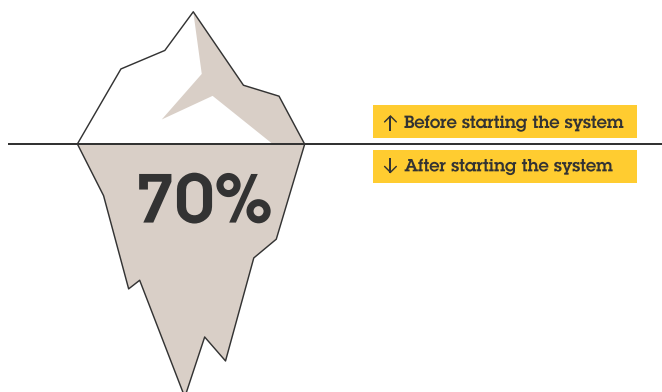 ↑ Before starting the system
↓ After starting the system
70%